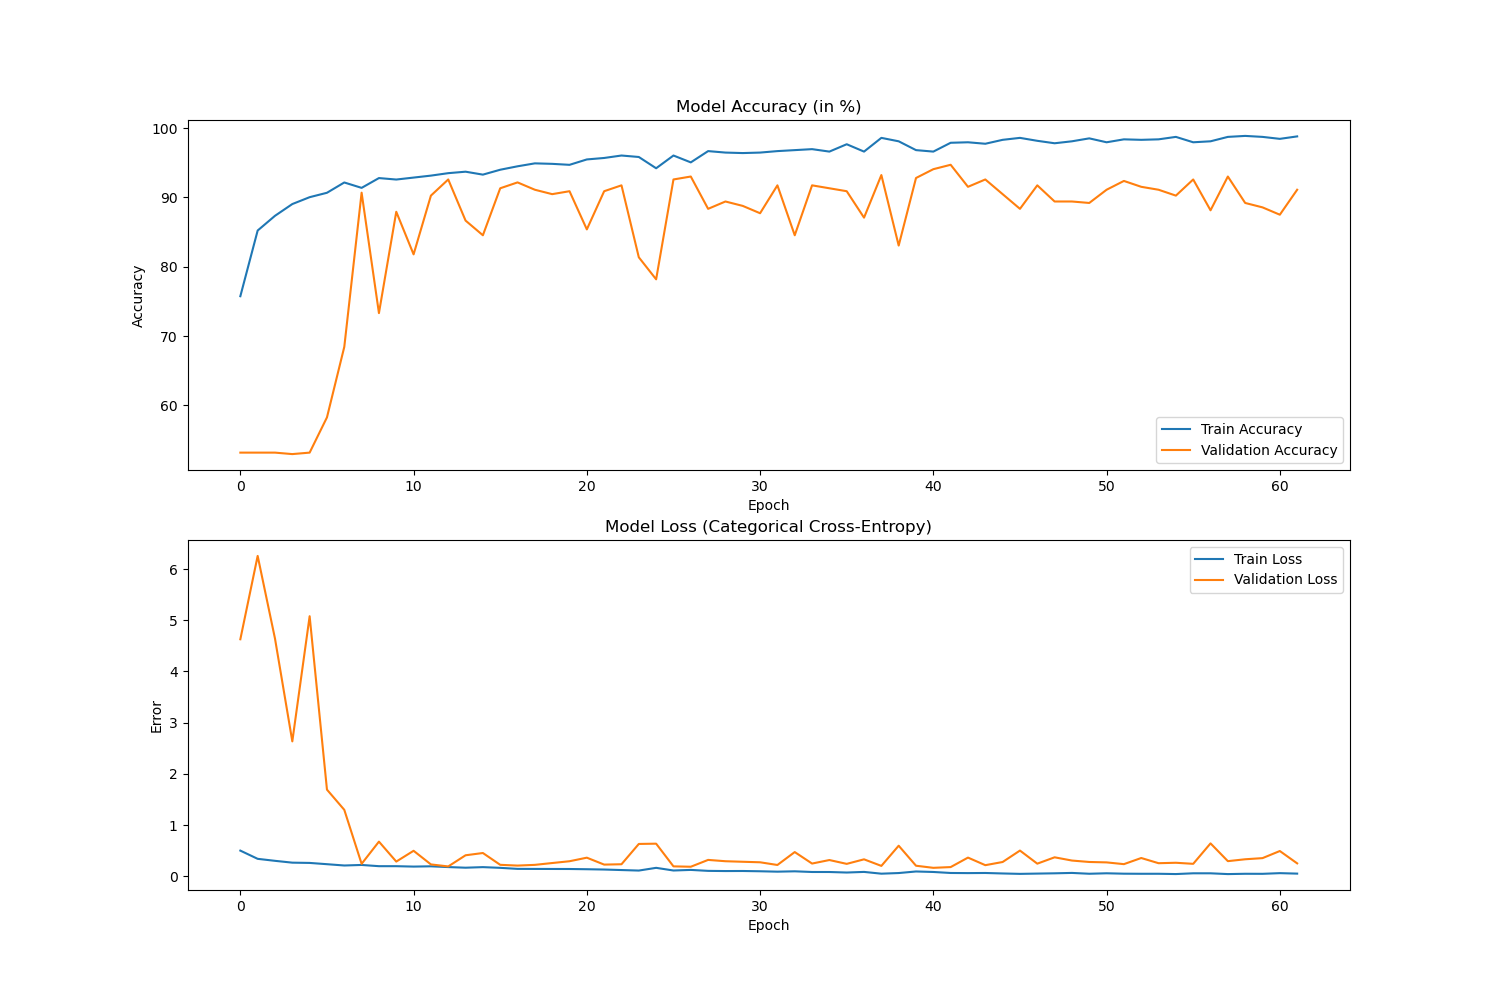 Model Accuracy (in %)
100
90
80
70
60
Accuracy
Train Accuracy
Validation Accuracy
0 10 20 30 40 50 60
Epoch
Model Loss (Categorical Cross-Entropy)
Train Loss
Validation Loss
6
5
4
3
2
1
0
Error
0 10 20 30 40 50 60
Epoch